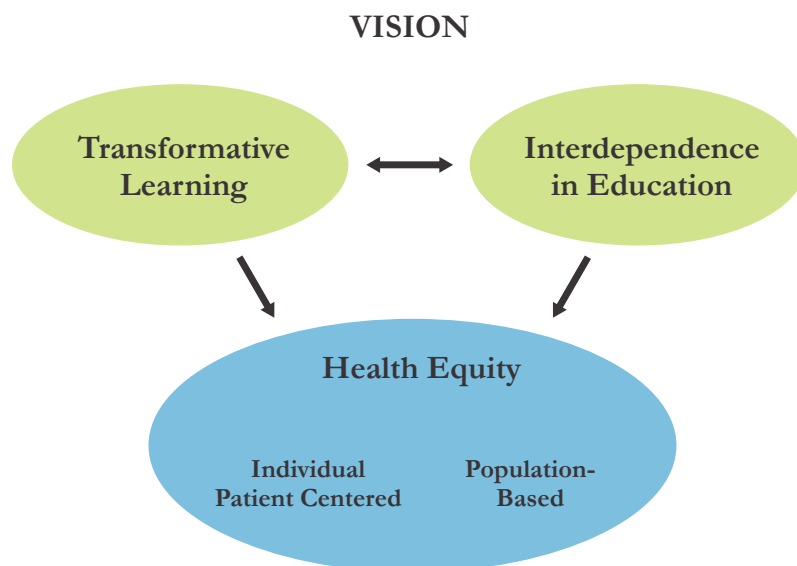 VISION
Transformative
Learning
Interdependence
in Education
Health Equity
Individual
Patient Centered
Population-
Based